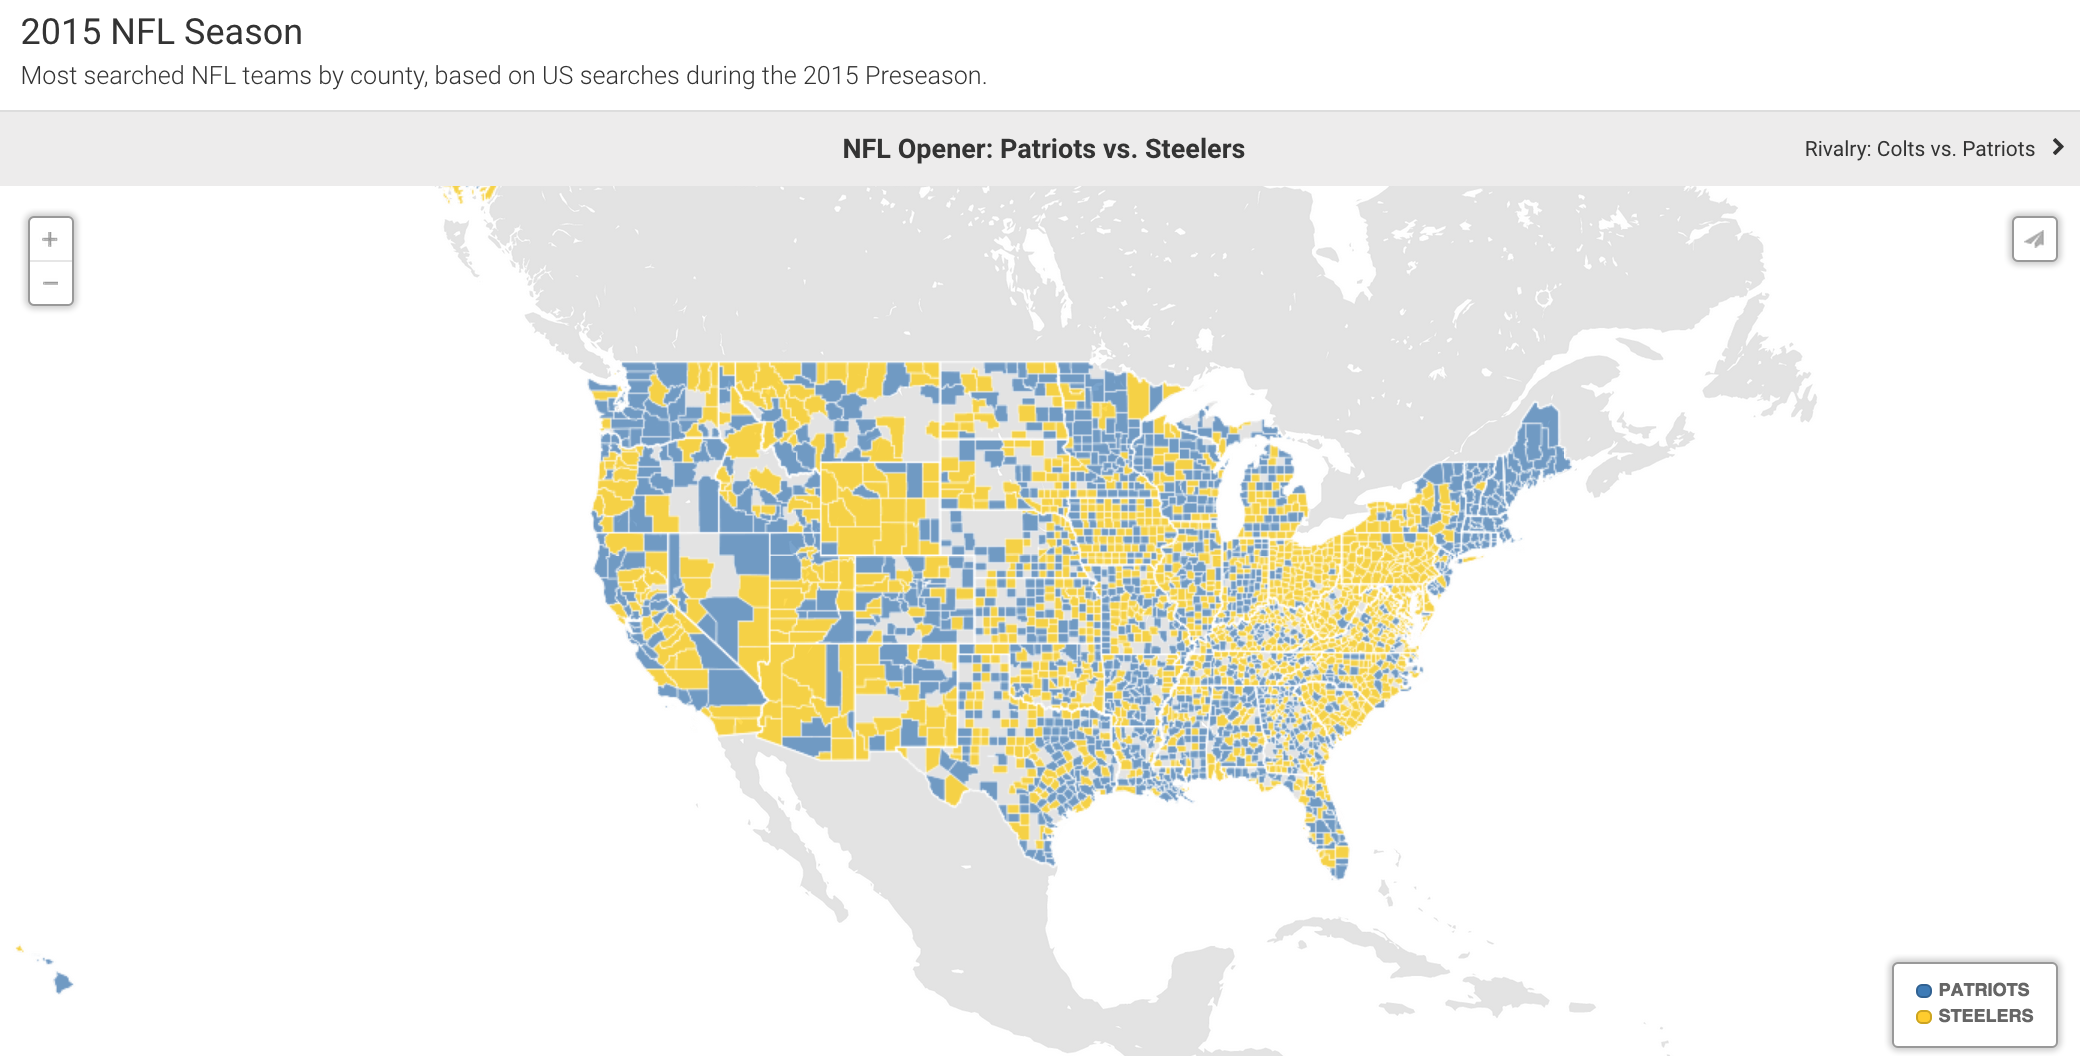 2015 NFL Season
Most searched NFL teams by county, based on US searches during the 2015 Preseason.
NFL Opener: Patriots vs. Steelers
Rivalry: Colts vs. Patriots
+
−
PATRIOTS
STEELERS